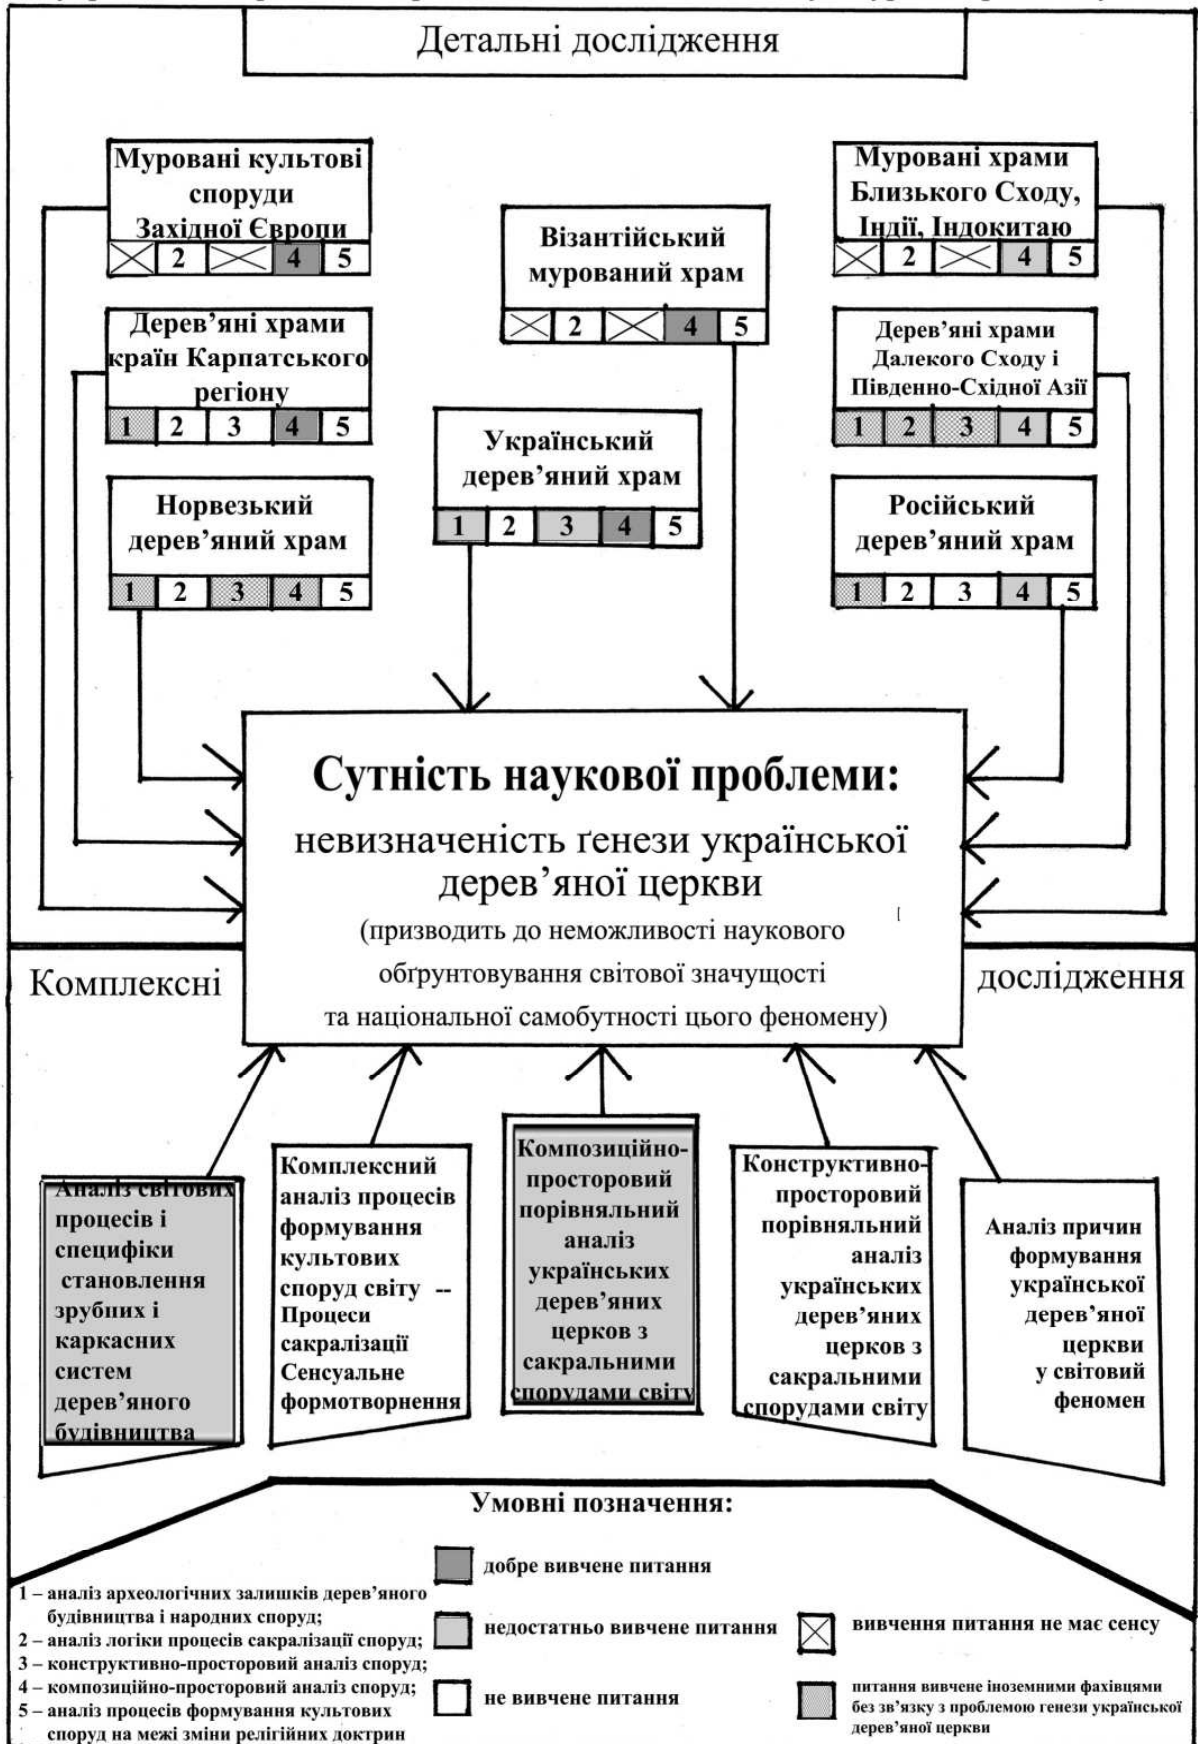 Детальні дослідження
Муровані культові
споруди
Західної Європи
2 4 5
Дерев’яні храми
країн Карпатського
регіону
1 2 3 4 5
Норвезький
дерев’яний храм
1 2 3 4 5
Візантійський
мурований храм
2 4 5
Український
дерев’яний храм
1 2 3 4 5
Муровані храми
Близького Сходу,
Індії, Індокитаю
2 4 5
Дерев’яні храми
Далекого Сходу і
Південно-Східної Азії
1 2 3 4 5
Російський
дерев’яний храм
1 2 3 4 5
Сутність наукової проблеми:
невизначеність ґенези української
дерев’яної церкви
(призводить до неможливості наукового
обґрунтовування світової значущості
та національної самобутності цього феномену)
Комплексні дослідження
Аналіз світових
процесів і
специфіки
становлення
зрубних і
каркасних
систем
дерев’яного
будівництва
Комплексний
аналіз процесів
формування
культових
споруд світу --
Процеси
сакралізації
Сенсуальне
формотворнення
Композиційно-
просторовий
порівняльний
аналіз
українських
дерев’яних
церков з
сакральними
спорудами світу
Конструктивно-
просторовий
порівняльний
аналіз
українських
дерев’яних
церков з
сакральними
спорудами світу
Аналіз причин
формування
української
дерев’яної
церкви
у світовий
феномен
Умовні позначення:
1 – аналіз археологічних залишків дерев’яного
будівництва і народних споруд;
2 – аналіз логіки процесів сакралізації споруд;
3 – конструктивно-просторовий аналіз споруд;
4 – композиційно-просторовий аналіз споруд;
5 – аналіз процесів формування культових
споруд на межі зміни релігійних доктрин
добре вивчене питання
недостатньо вивчене питання
не вивчене питання
вивчення питання не має сенсу
питання вивчене іноземними фахівцями
без зв’язку з проблемою генези української
дерев’яної церкви